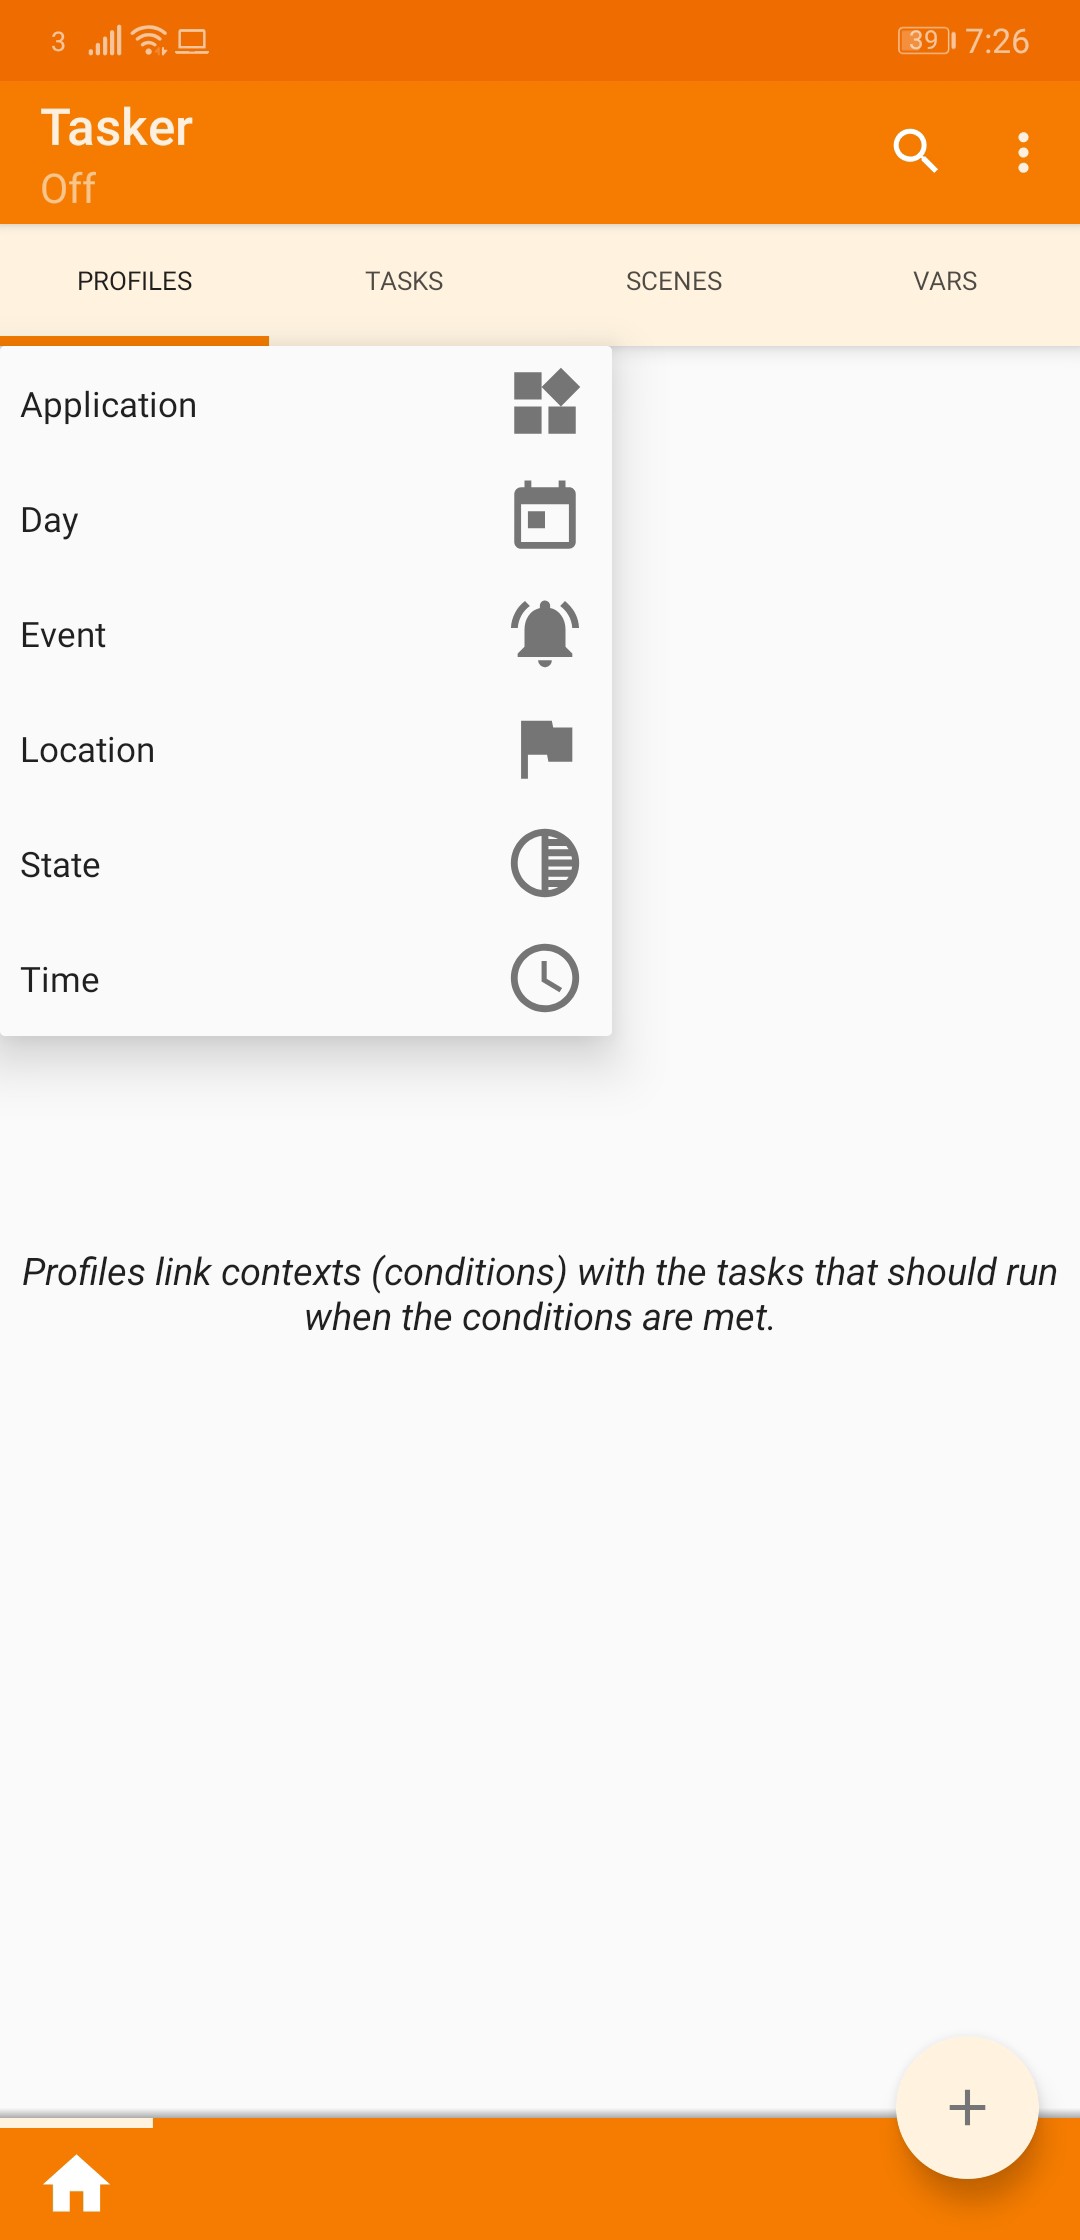 3
39 7:26
Tasker
Off
PROFILES TASKS SCENES VARS
Application
Day
Event
Location
State
Time
Profiles link contexts (conditions) with the tasks that should run
when the conditions are met.